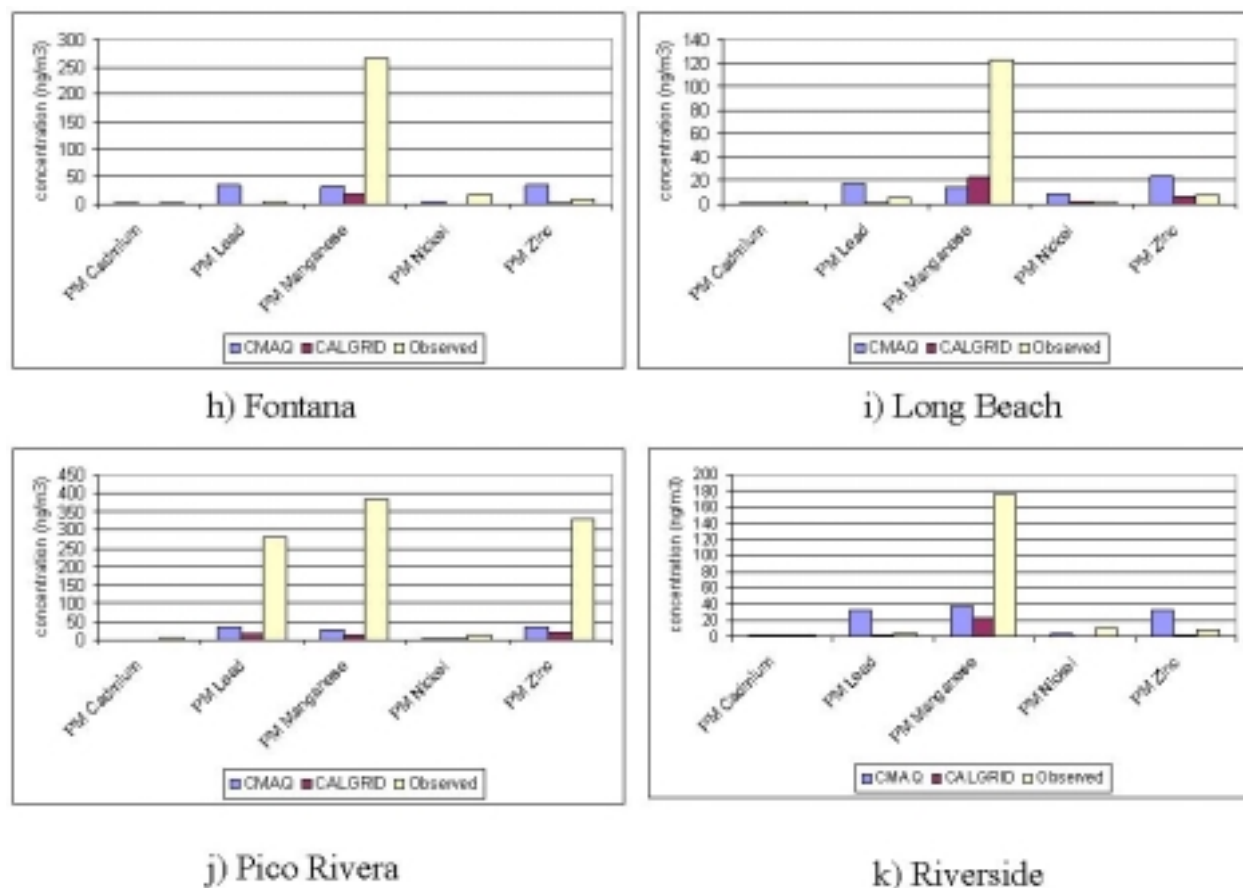 concentration (ng/m3)
300
250
200
150
100
50
0
PM Cadmium
PM Lead
PM Manganese
PM Nickel
PM Zinc
CMAQ CALGRID Observed
h) Fontana
concentration (ng/m3)
140
120
100
80
60
40
20
0
PM Cadmium
PM Lead
PM Manganese
PM Nickel
PM Zinc
CMAQ CALGRID Observed
i) Long Beach
concentration (ng/m3)
450
400
350
300
250
200
150
100
50
0
PM Cadmium
PM Lead
PM Manganese
PM Nickel
PM Zinc
CMAQ CALGRID Observed
j) Pico Rivera
concentration (ng/m3)
200
180
160
140
120
100
80
60
40
20
0
PM Cadmium
PM Lead
PM Manganese
PM Nickel
PM Zinc
CMAQ CALGRID Observed
k) Riverside